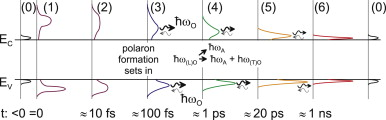 (0) (1) (2) (3) (4) (5) (6) (0)
ħω_O
E_C
polaron
formation
sets in
ħω_A
ħω_(L)O ħω_A + ħω_(T)O
E_V
ħω_O
t: <0 =0 ≈10 fs ≈100 fs ≈1 ps ≈20 ps ≈1 ns